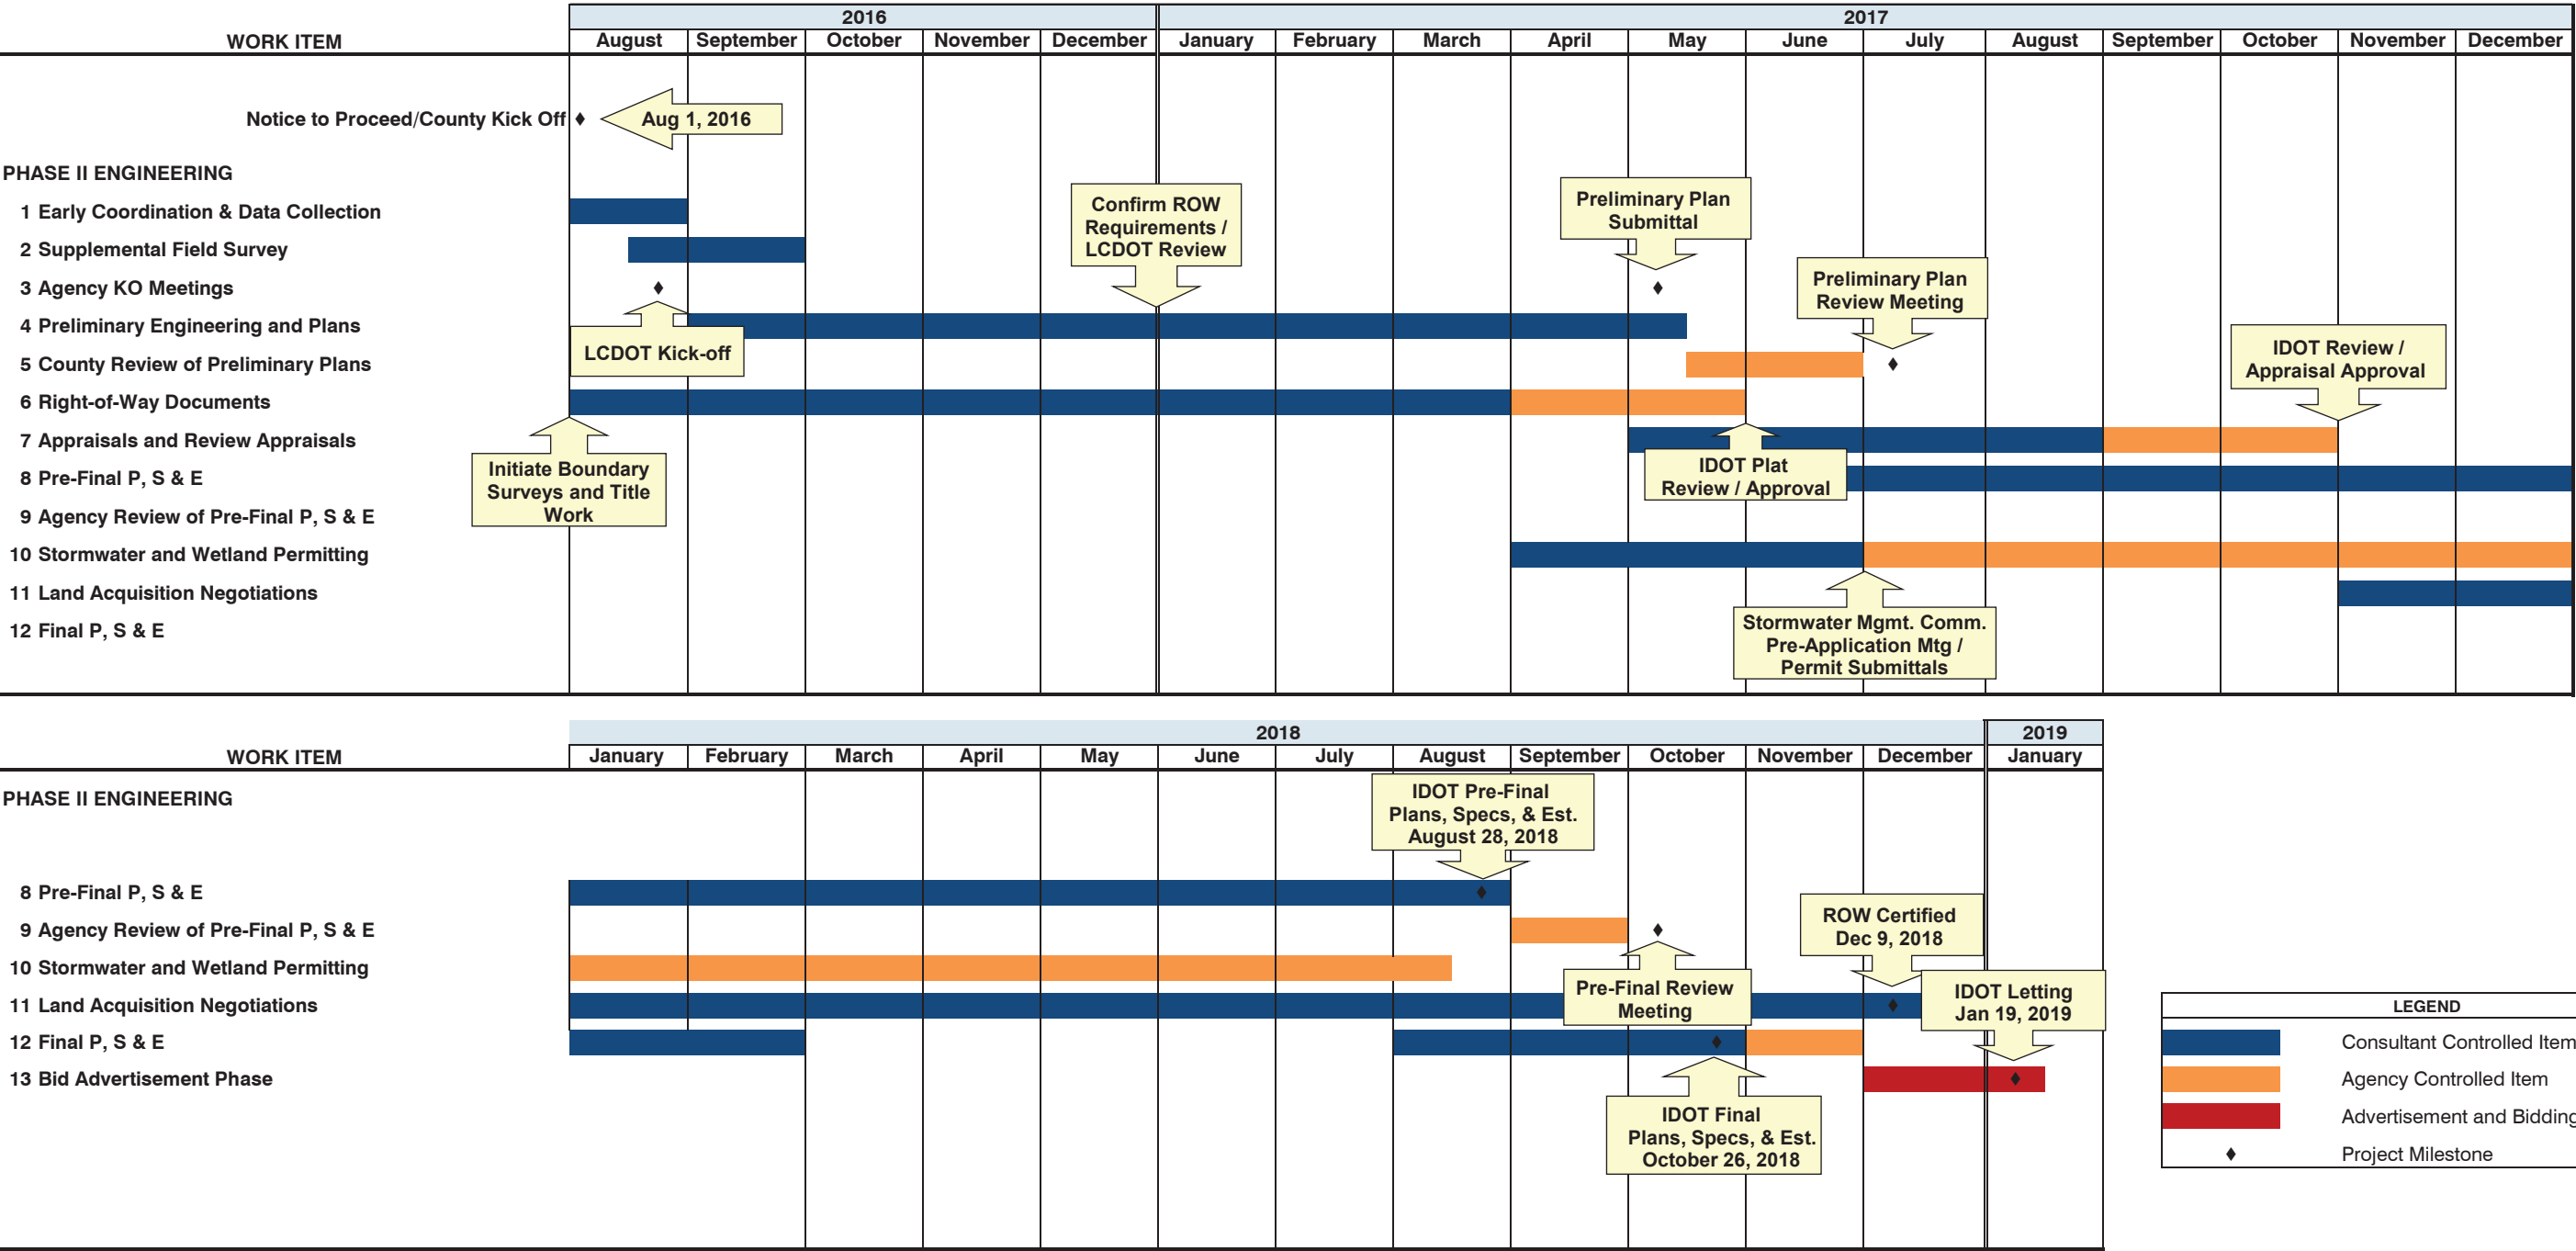 2016 2017
WORK ITEM August September October November December January February March April May June July August September October November December
Notice to Proceed/County Kick Off
Aug 1, 2016
PHASE II ENGINEERING
1 Early Coordination & Data Collection
2 Supplemental Field Survey
3 Agency KO Meetings
4 Preliminary Engineering and Plans
5 County Review of Preliminary Plans
6 Right-of-Way Documents
7 Appraisals and Review Appraisals
8 Pre-Final P, S & E
9 Agency Review of Pre-Final P, S & E
10 Stormwater and Wetland Permitting
11 Land Acquisition Negotiations
12 Final P, S & E
Confirm ROW
Requirements /
LCDOT Review
Preliminary Plan
Submittal
Preliminary Plan
Review Meeting
LCDOT Kick-off
IDOT Review /
Appraisal Approval
Initiate Boundary
Surveys and Title
Work
IDOT Plat
Review / Approval
Stormwater Mgmt. Comm.
Pre-Application Mtg /
Permit Submittals
2018 2019
WORK ITEM January February March April May June July August September October November December January
PHASE II ENGINEERING
8 Pre-Final P, S & E
9 Agency Review of Pre-Final P, S & E
10 Stormwater and Wetland Permitting
11 Land Acquisition Negotiations
12 Final P, S & E
13 Bid Advertisement Phase
IDOT Pre-Final
Plans, Specs, & Est.
August 28, 2018
ROW Certified
Dec 9, 2018
Pre-Final Review
Meeting
IDOT Letting
Jan 19, 2019
IDOT Final
Plans, Specs, & Est.
October 26, 2018
LEGEND
Consultant Controlled Item
Agency Controlled Item
Advertisement and Bidding
Project Milestone